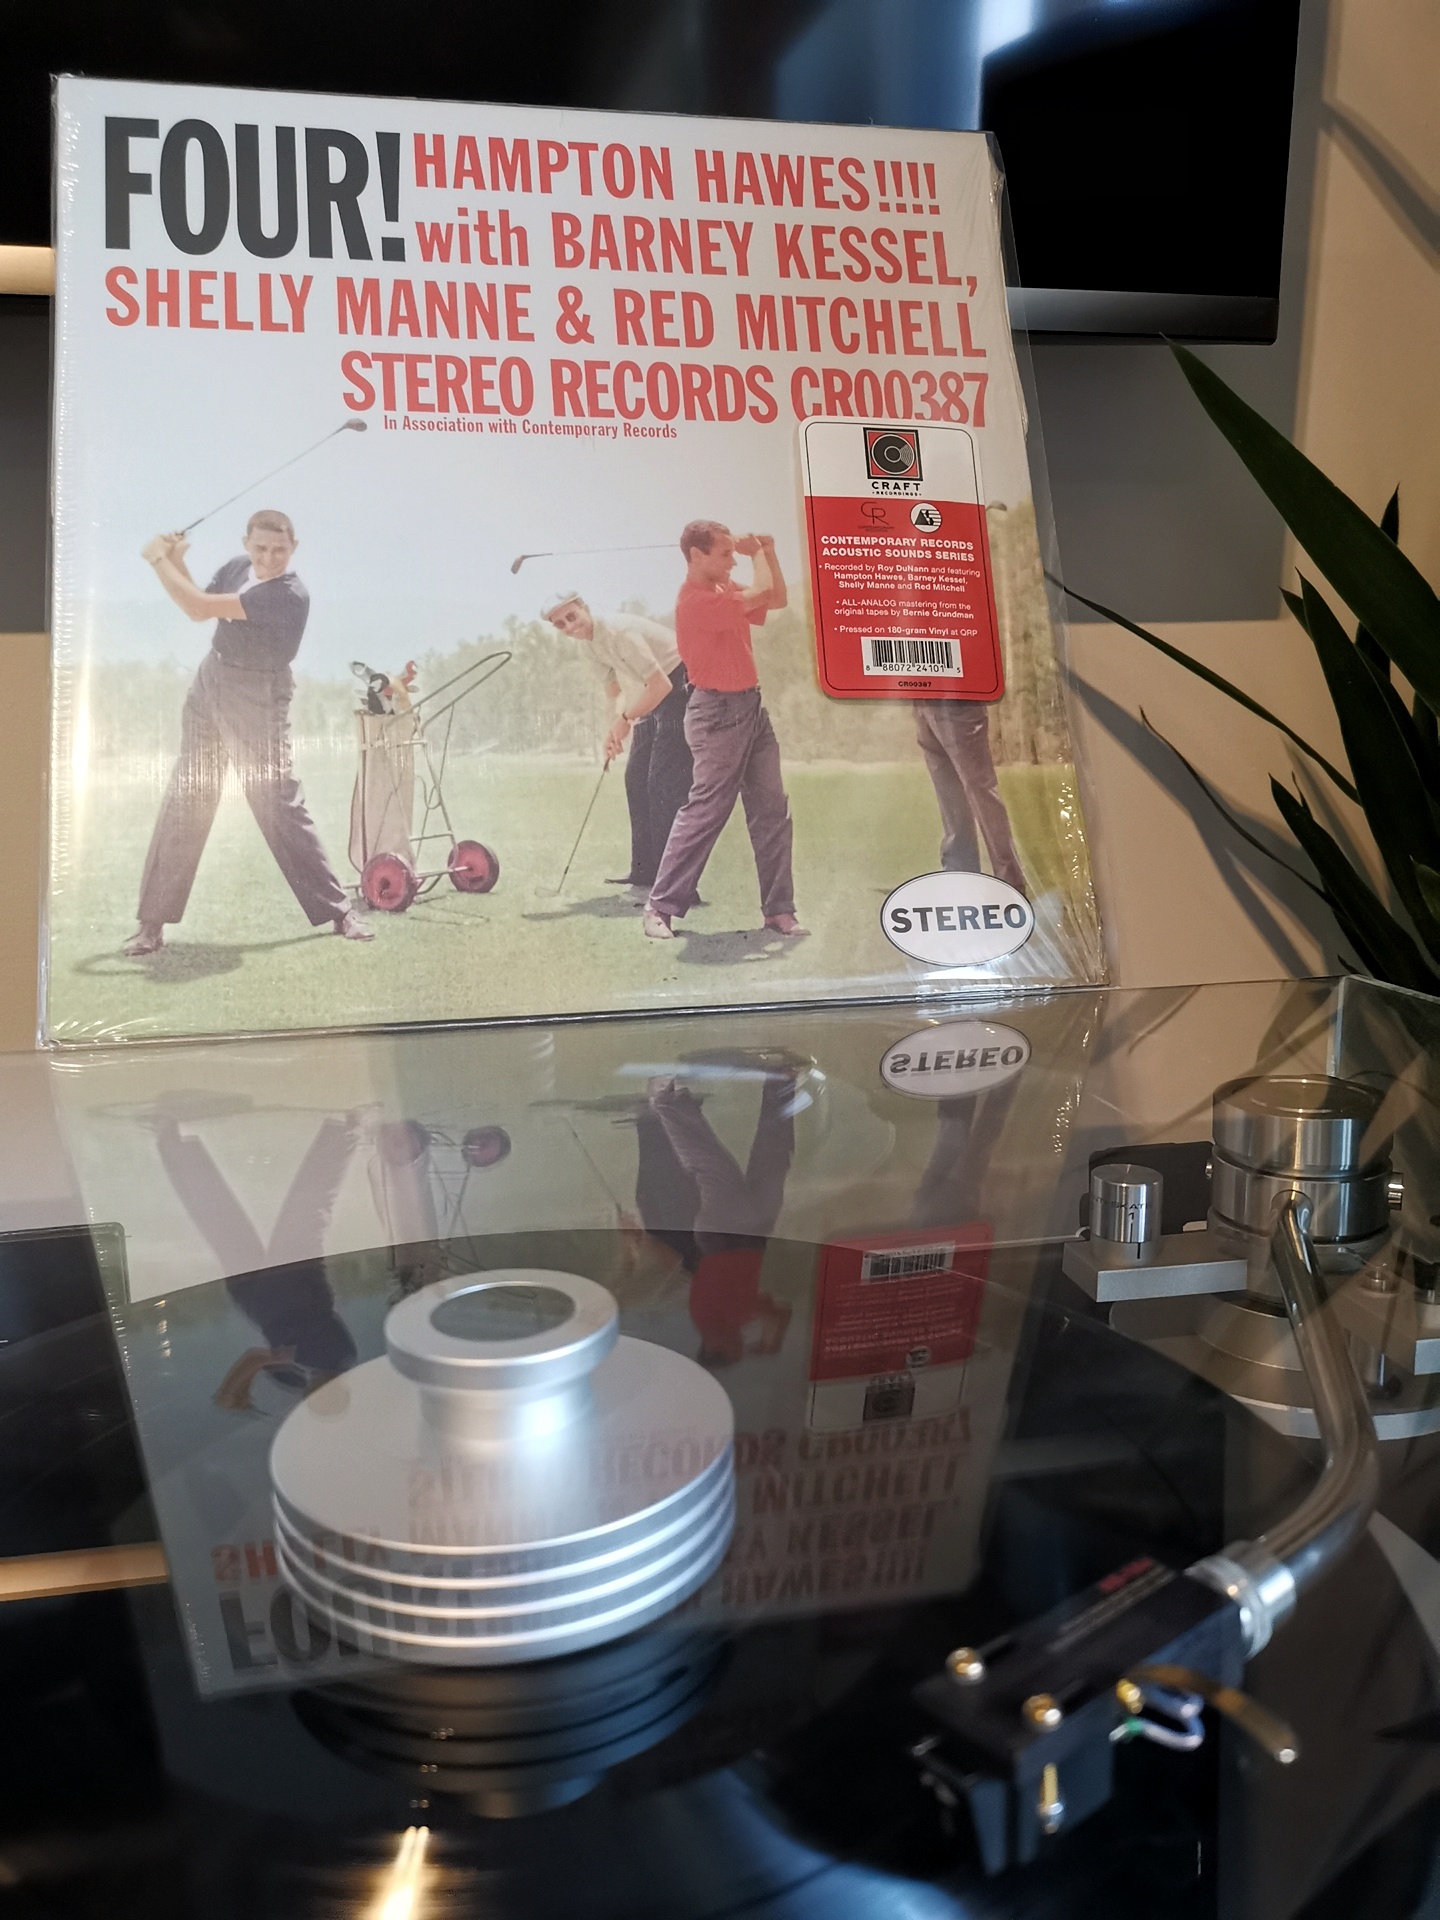 FOUR! HAMPTON HAWES!!!!
with BARNEY KESSEL,
SHELLY MANNE & RED MITCHELL
STEREO RECORDS CR00387
In Association with Contemporary Records
CRAFT
RECORDINGS
CR
AS
CONTEMPORARY RECORDS
ACOUSTIC SOUNDS SERIES
• Recorded by Roy DuNann and featuring
Hampton Hawes, Barney Kessel,
Shelly Manne and Red Mitchell
• ALL-ANALOG mastering from the
original tapes by Bernie Grundman
• Pressed on 180-gram Vinyl at QRP
8 88072 24101 5
CR00387
STEREO